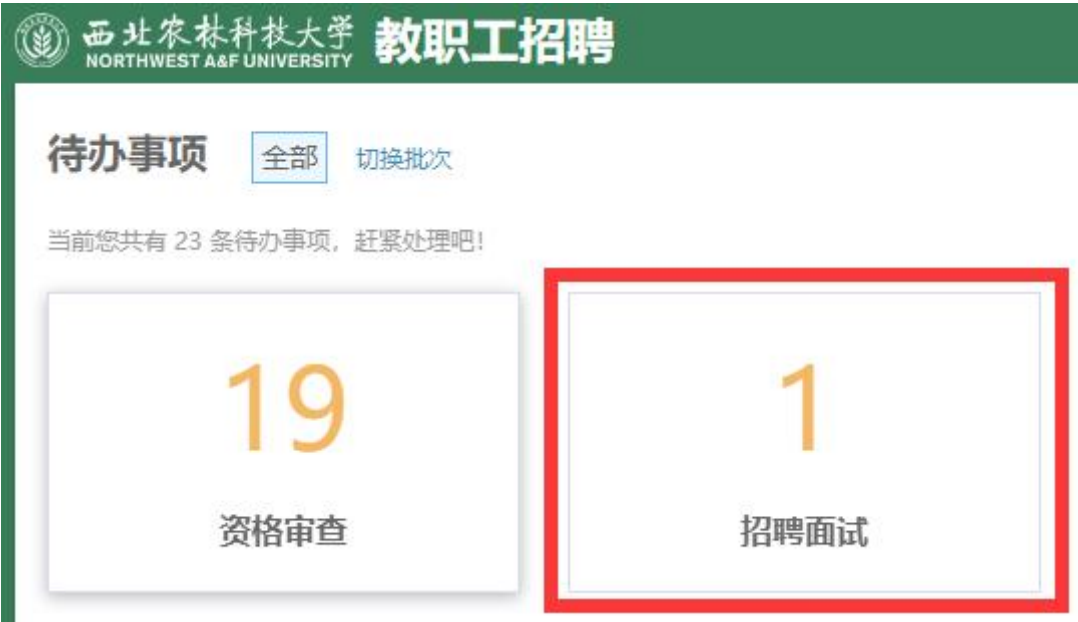 西北农林科技大学 教职工招聘
NORTHWEST A&F UNIVERSITY
待办事项 全部 切换批次
当前您共有 23 条待办事项，赶紧处理吧！
19 1
资格审查 招聘面试